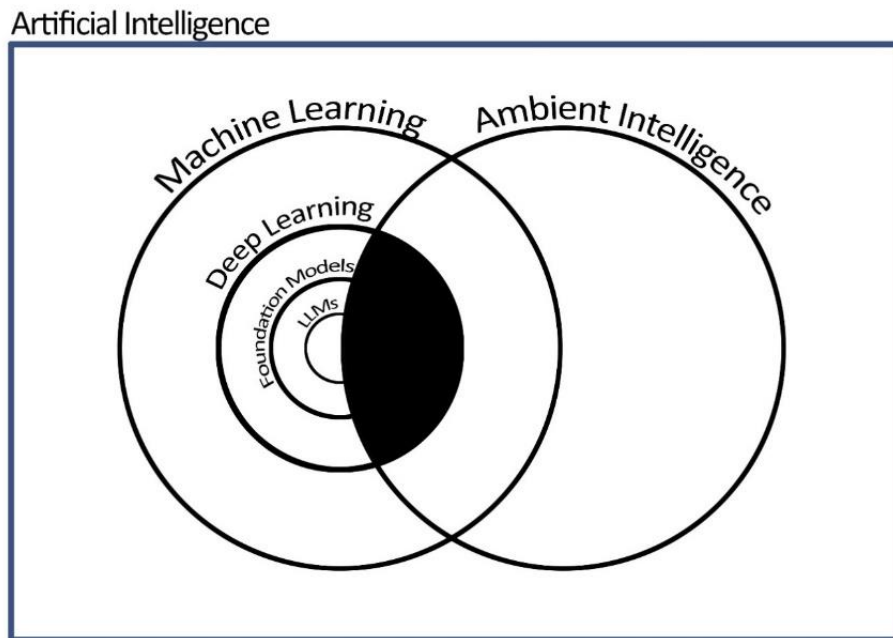 Artificial Intelligence
Machine Learning
Ambient Intelligence
Deep Learning
Foundation Models
LLMs